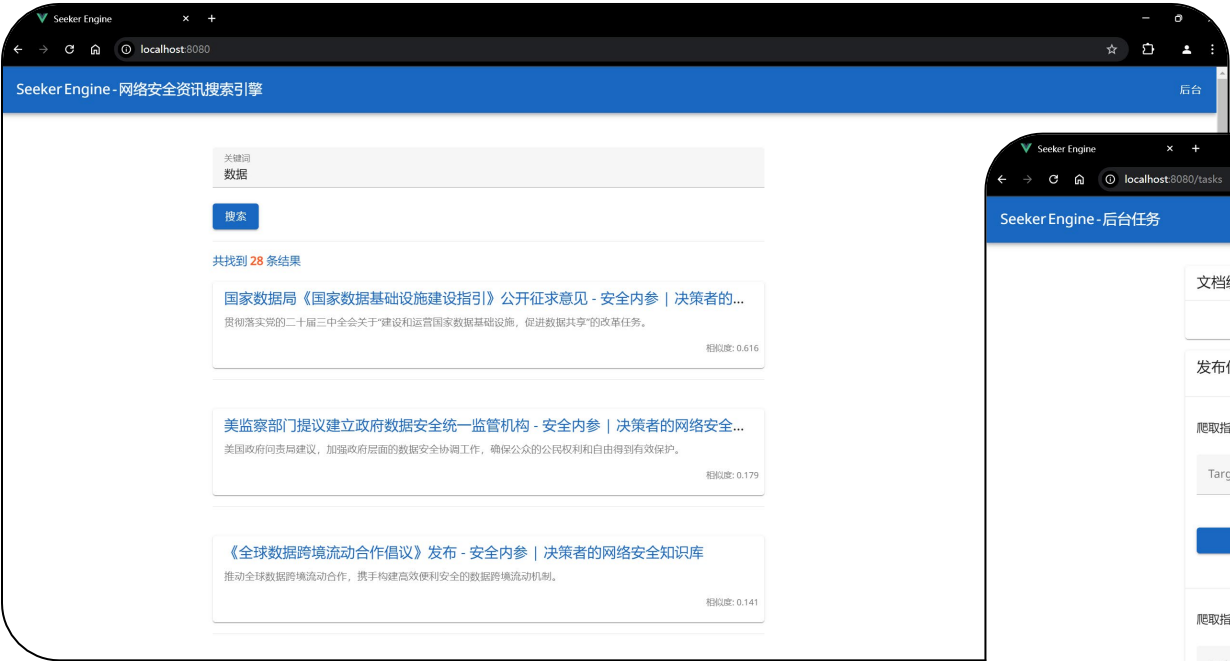 Seeker Engine
localhost:8080
Seeker Engine - 网络安全资讯搜索引擎
后台
关键词
数据
搜索
共找到 28 条结果
国家数据局《国家数据基础设施建设指引》公开征求意见 - 安全内参 | 决策者的...
贯彻落实党的二十届三中全会关于“建设和运营国家数据基础设施，促进数据共享”的改革任务。
相似度: 0.616
美监察部门提议建立政府数据安全统一监管机构 - 安全内参 | 决策者的网络安全...
美国政府问责局建议，加强政府层面的数据安全协调工作，确保公众的公民权利和自由得到有效保护。
相似度: 0.179
《全球数据跨境流动合作倡议》发布 - 安全内参 | 决策者的网络安全知识库
推动全球数据跨境流动合作，携手构建高效便利安全的数据跨境流动机制。
相似度: 0.141
Seeker Engine
localhost:8080/tasks
Seeker Engine - 后台任务
文档
发布
爬取指
Targ
爬取指